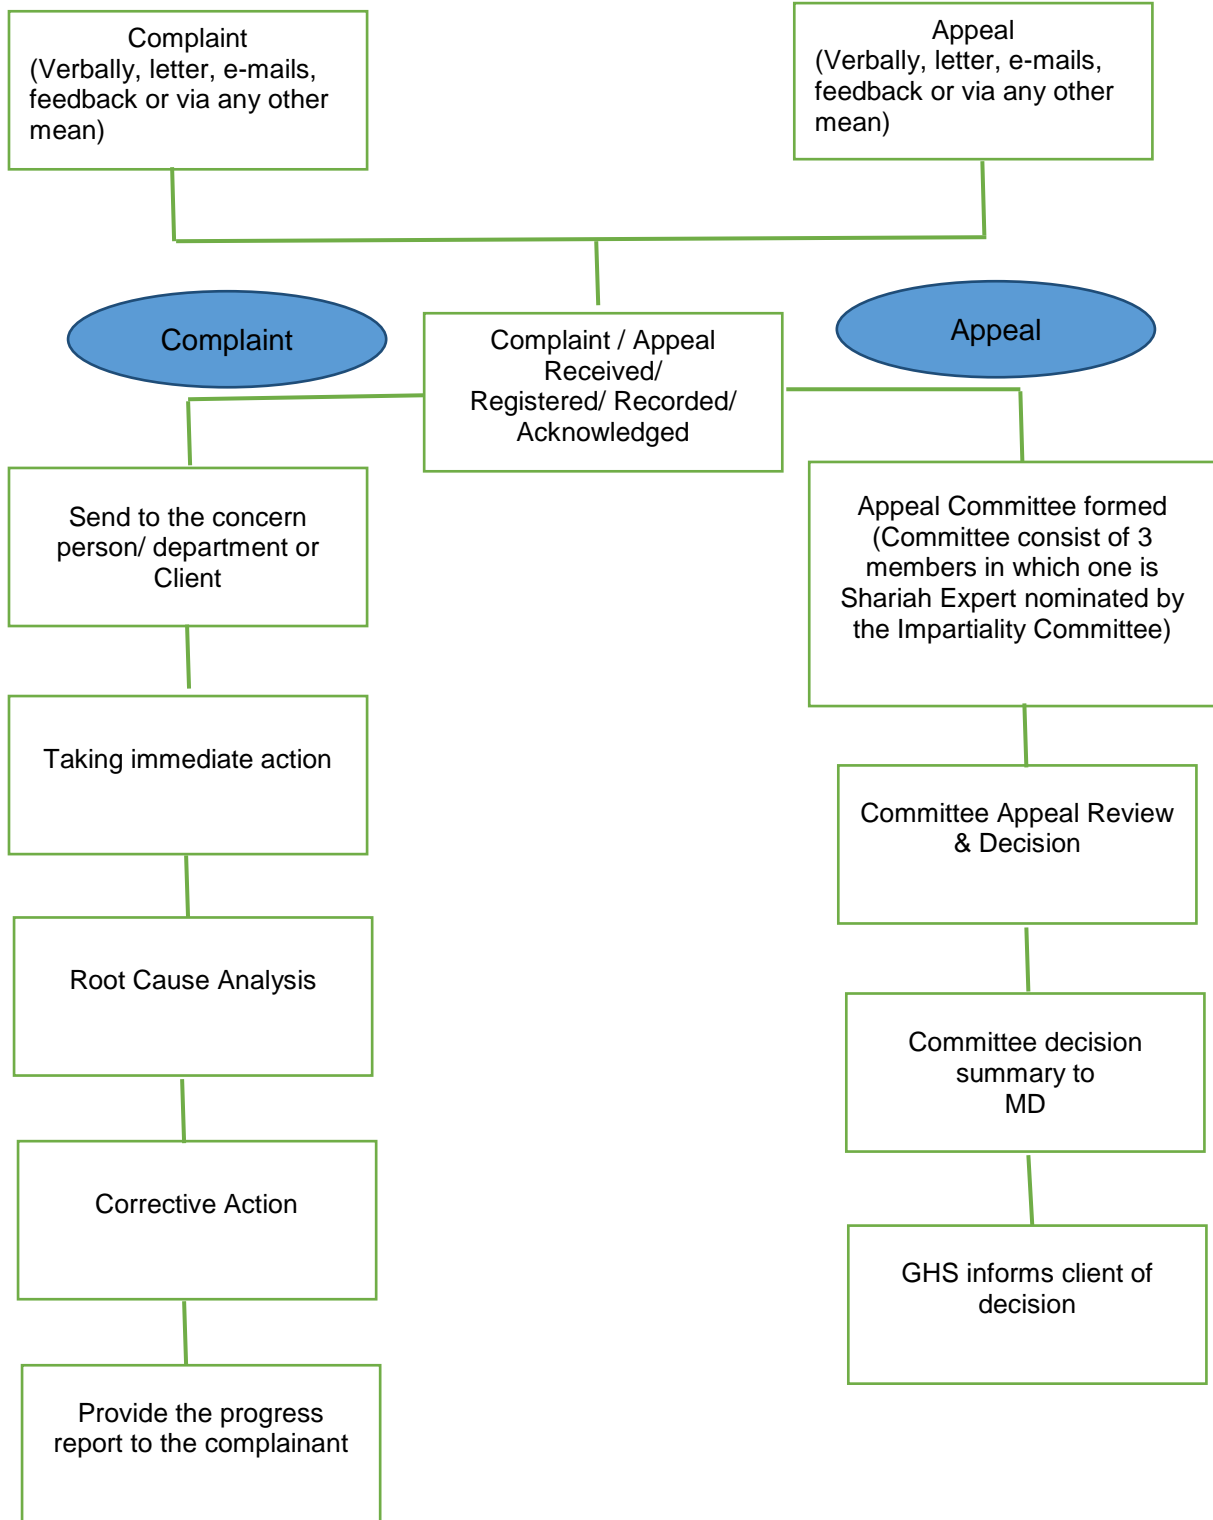 Complaint
(Verbally, letter, e-mails,
feedback or via any other
mean)
Appeal
(Verbally, letter, e-mails,
feedback or via any other
mean)
Complaint
Complaint / Appeal
Received/
Registered/ Recorded/
Acknowledged
Appeal
Send to the concern
person/ department or
Client
Taking immediate action
Root Cause Analysis
Corrective Action
Provide the progress
report to the complainant
Appeal Committee formed
(Committee consist of 3
members in which one is
Shariah Expert nominated by
the Impartiality Committee)
Committee Appeal Review
& Decision
Committee decision
summary to
MD
GHS informs client of
decision